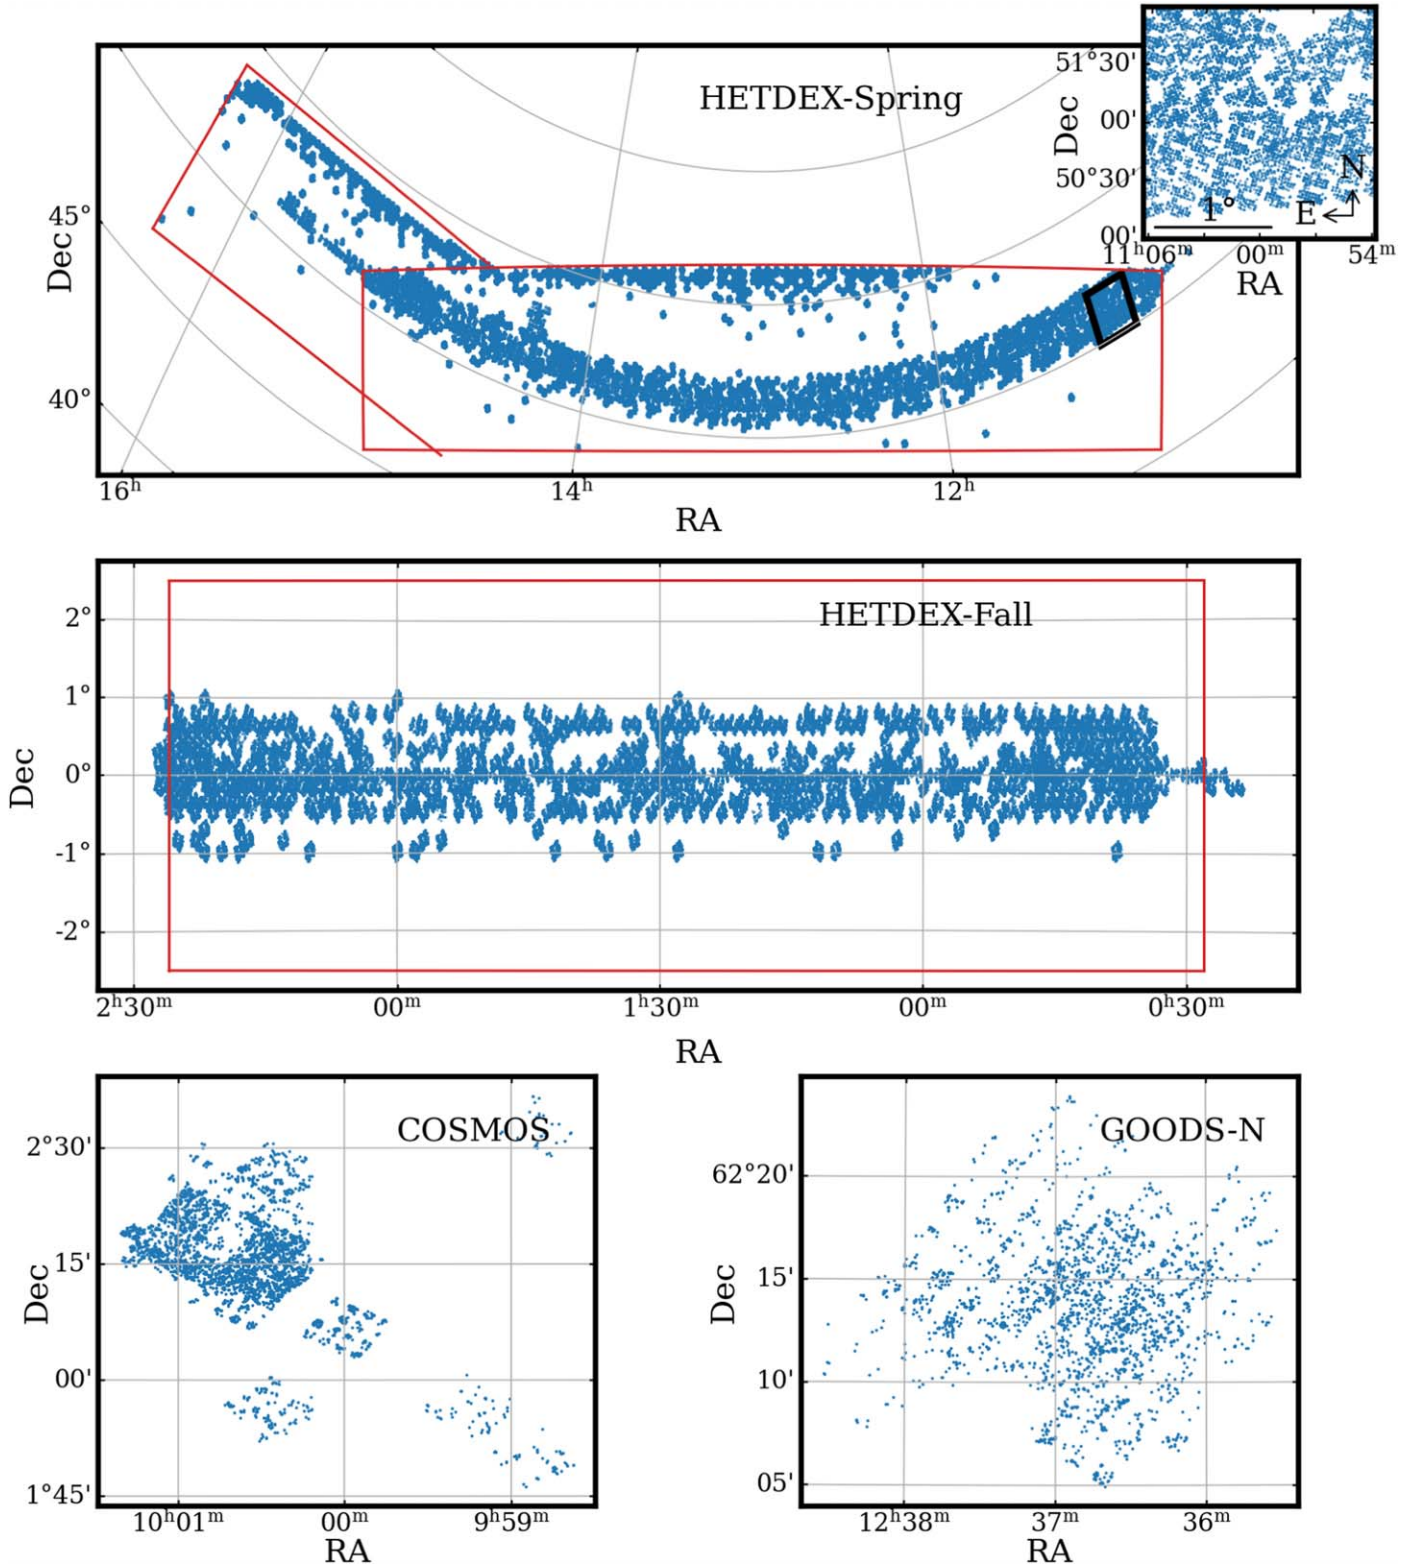 HETDEX-Spring
51°30'
00'
50°30'
00'
Dec
N
1°
E
11ʰ06ᵐ 00ᵐ 54ᵐ
RA
45°
40°
Dec
16ʰ 14ʰ 12ʰ
RA
HETDEX-Fall
2°
1°
0°
-1°
-2°
Dec
2ʰ30ᵐ 00ᵐ 1ʰ30ᵐ 00ᵐ 0ʰ30ᵐ
RA
COSMOS
2°30'
15'
00'
1°45'
Dec
10ʰ01ᵐ 00ᵐ 9ʰ59ᵐ
RA
GOODS-N
62°20'
15'
10'
05'
Dec
12ʰ38ᵐ 37ᵐ 36ᵐ
RA